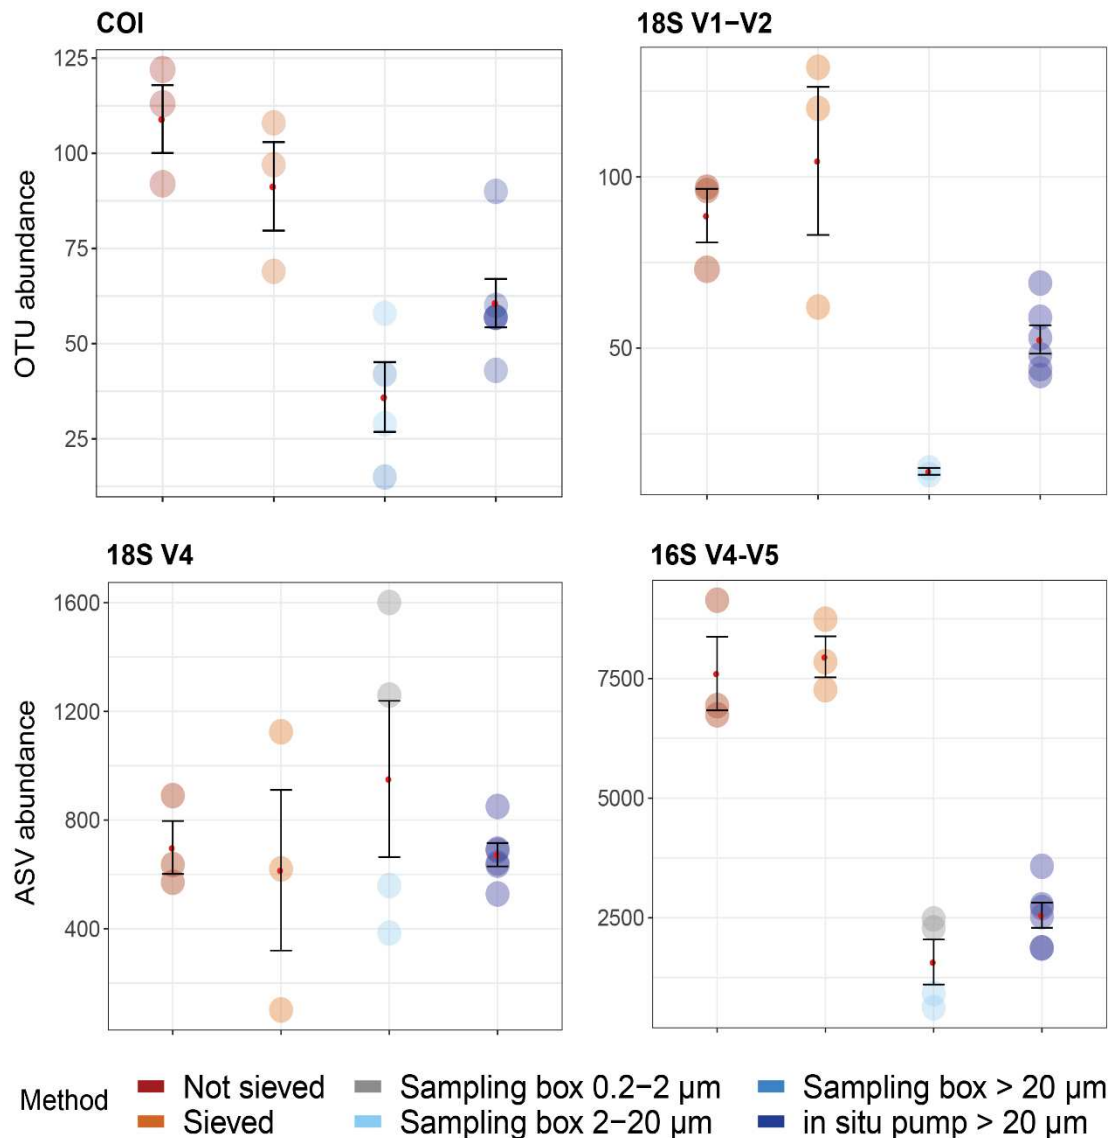 COI
18S V1−V2
125
100
75
50
25
OTU abundance
100
50
18S V4
16S V4-V5
1600
1200
800
400
ASV abundance
7500
5000
2500
Method
Not sieved
Sampling box 0.2−2 µm
Sampling box > 20 µm
Sieved
Sampling box 2−20 µm
in situ pump > 20 µm